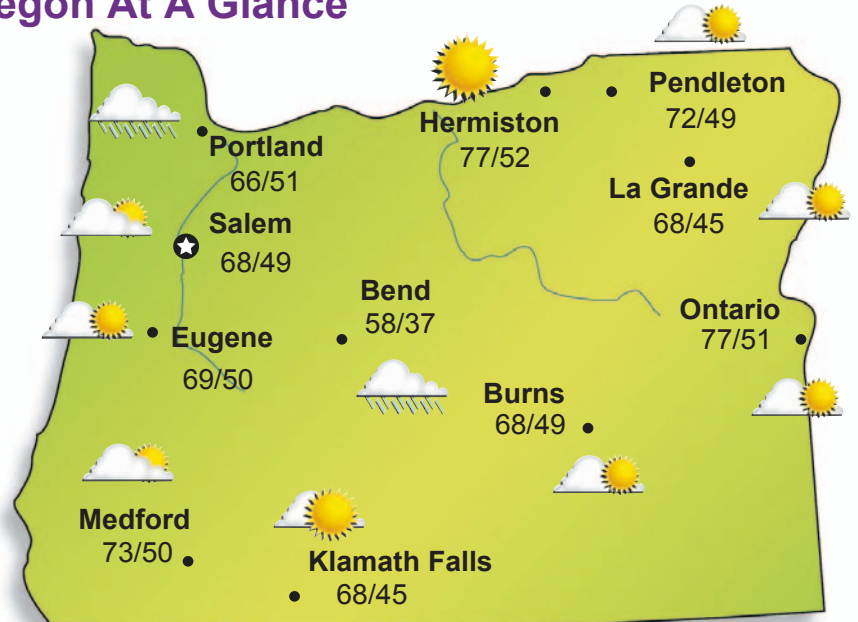 At A Glance
Pendleton
72/49
Hermiston
77/52
Portland
66/51
La Grande
68/45
Salem
68/49
Bend
58/37
Ontario
77/51
Eugene
69/50
Burns
68/49
Medford
73/50
Klamath Falls
68/45